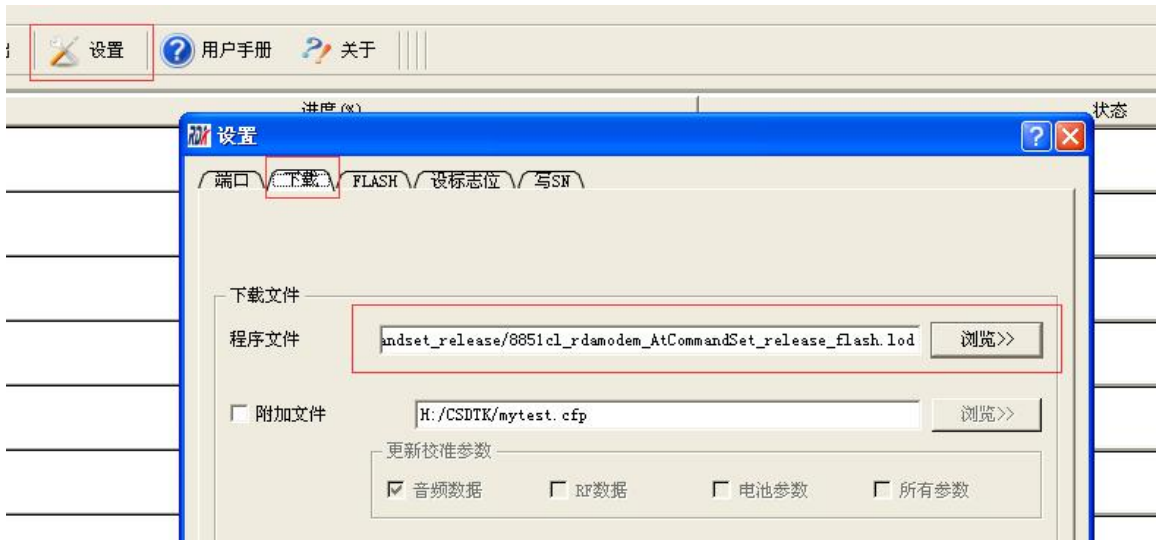 设置 用户手册 关于
进度(%) 状态
RDA 设置
端口 下载 FLASH 设标志位 写SN
下载文件
程序文件 andset_release/8851cl_rdamodem_AtCommandSet_release_flash.lod 浏览>>
附加文件 H:/CSDTK/mytest.cfp 浏览>>
更新校准参数
音频数据 RF数据 电池参数 所有参数